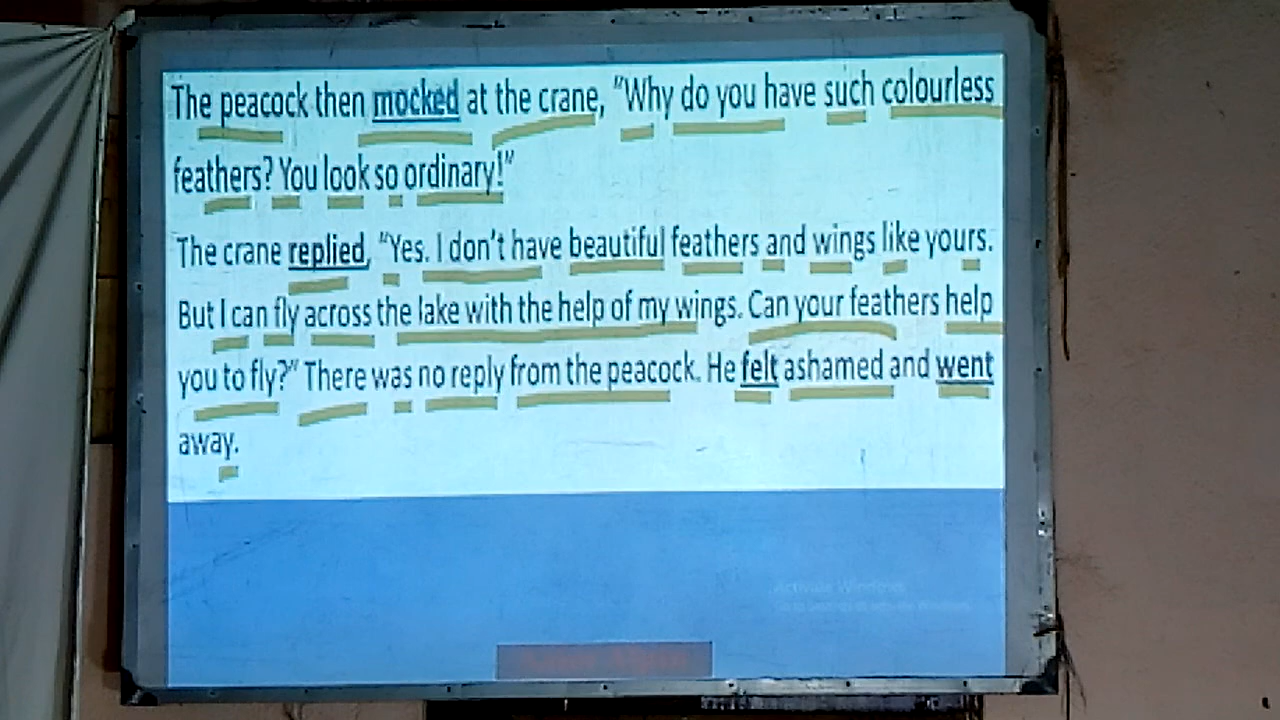 The peacock then mocked at the crane, "Why do you have such colourless
feathers? You look so ordinary!"
The crane replied, "Yes. I don't have beautiful feathers and wings like yours.
But I can fly across the lake with the help of my wings. Can your feathers help
you to fly?" There was no reply from the peacock. He felt ashamed and went
away.
Activate Windows